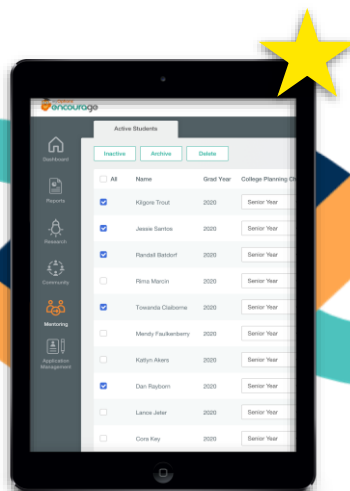 encourage
Active Students
Inactive Archive Delete
All Name Grad Year College Planning Ch
Dashboard
Kilgore Trout 2020 Senior Year
Reports
Jessie Santos 2020 Senior Year
Randall Batdorf 2020 Senior Year
Research
Rima Marcin 2020 Senior Year
Community
Towanda Claiborne 2020 Senior Year
Mentoring
Mendy Faulkenberry 2020 Senior Year
Application
Management
Katlyn Akers 2020 Senior Year
Dan Rayborn 2020 Senior Year
Lance Jeter 2020 Senior Year
Cora Key 2020 Senior Year